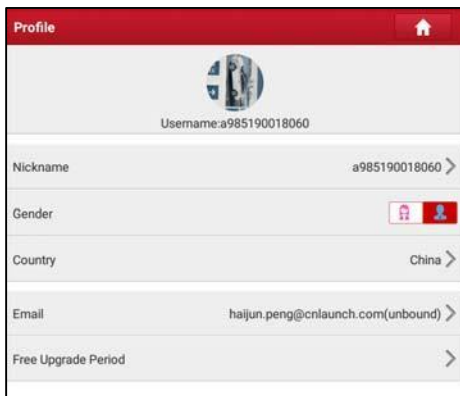 Profile
Username:a985190018060
Nickname a985190018060
Gender
Country China
Email haijun.peng@cnlaunch.com(unbound)
Free Upgrade Period